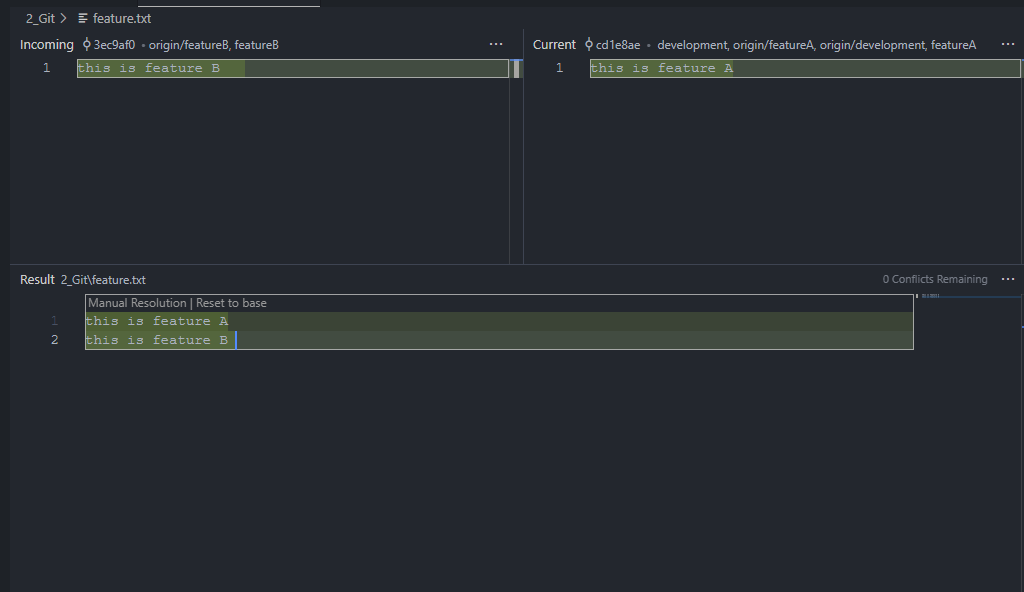 2_Git > feature.txt
Incoming 3ec9af0 • origin/featureB, featureB ...
1 this is feature B
Current cd1e8ae • development, origin/featureA, origin/development, featureA ...
1 this is feature A
Result 2_Git\feature.txt 0 Conflicts Remaining ...
Manual Resolution | Reset to base
1 this is feature A
2 this is feature B